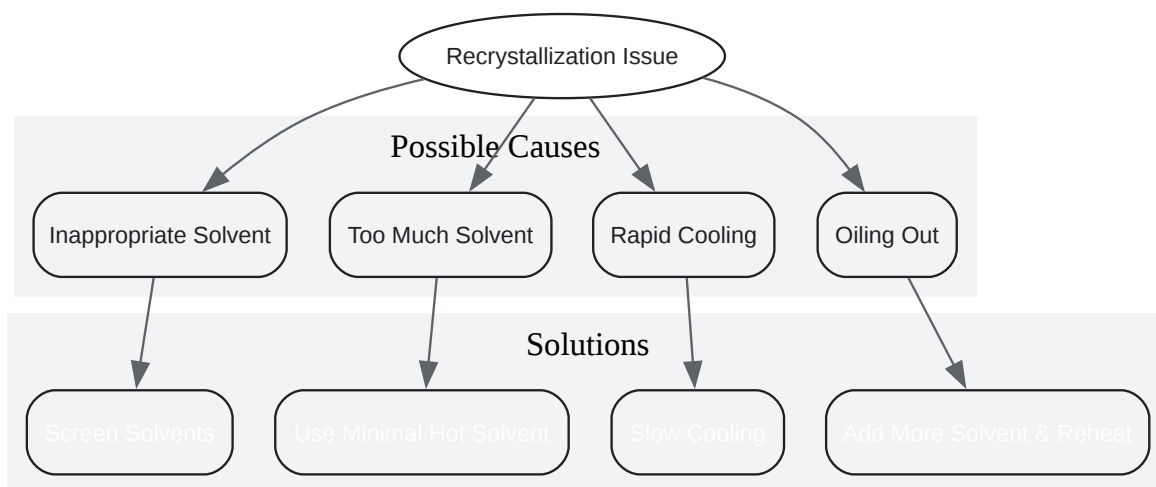 Recrystallization Issue
Possible Causes
Inappropriate Solvent
Too Much Solvent
Rapid Cooling
Oiling Out
Solutions
Screen Solvents
Use Minimal Hot Solvent
Slow Cooling
Add More Solvent & Reheat